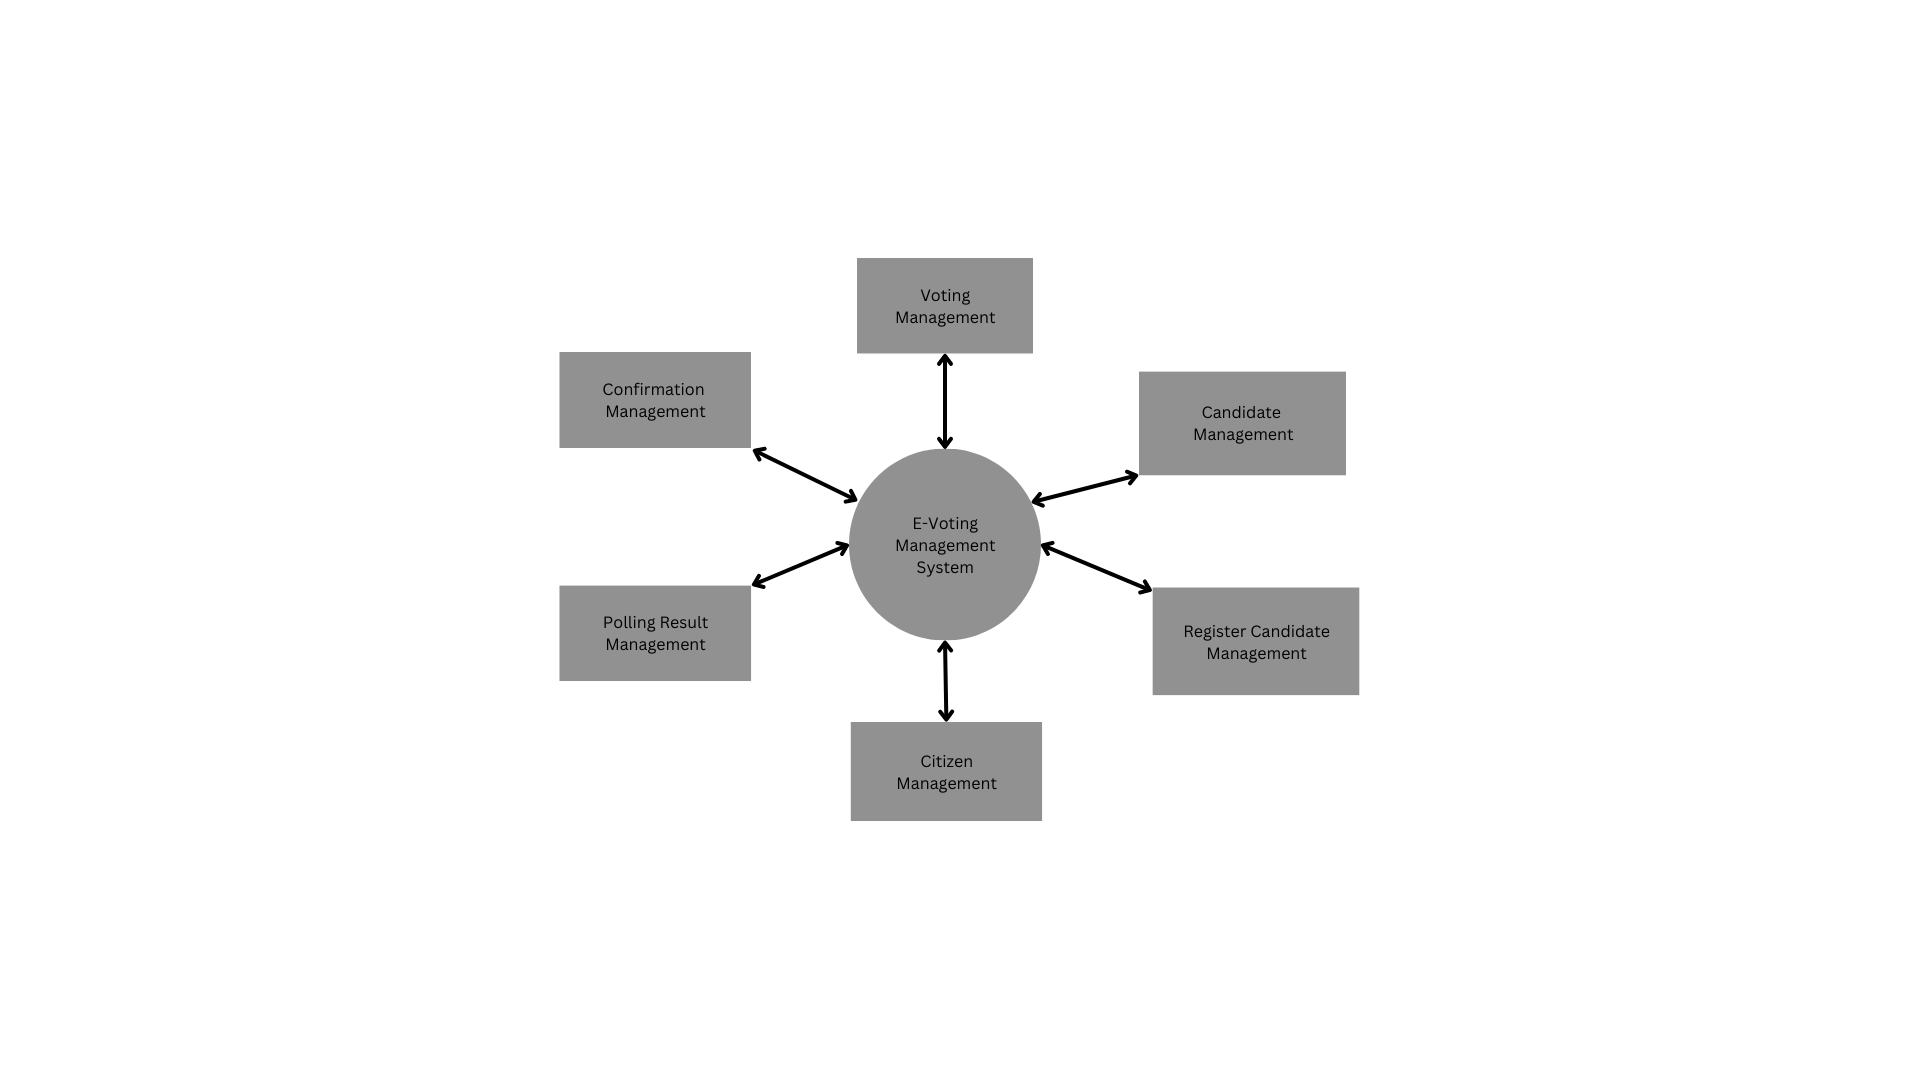 Voting
Management
Confirmation
Management
Candidate
Management
E-Voting
Management
System
Polling Result
Management
Register Candidate
Management
Citizen
Management